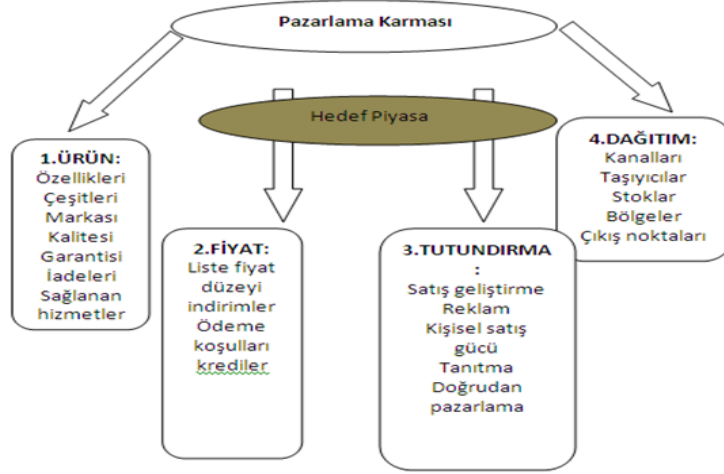 Pazarlama Karması
Hedef Piyasa
1.ÜRÜN:
Özellikleri
Çeşitleri
Markası
Kalitesi
Garantisi
İadeleri
Sağlanan
hizmetler
2.FİYAT:
Liste fiyat
düzeyi
indirimler
Ödeme
koşulları
krediler
3.TUTUNDIRMA
:
Satış geliştirme
Reklam
Kişisel satış
gücü
Tanıtma
Doğrudan
pazarlama
4.DAĞITIM:
Kanalları
Taşıyıcılar
Stoklar
Bölgeler
Çıkış noktaları